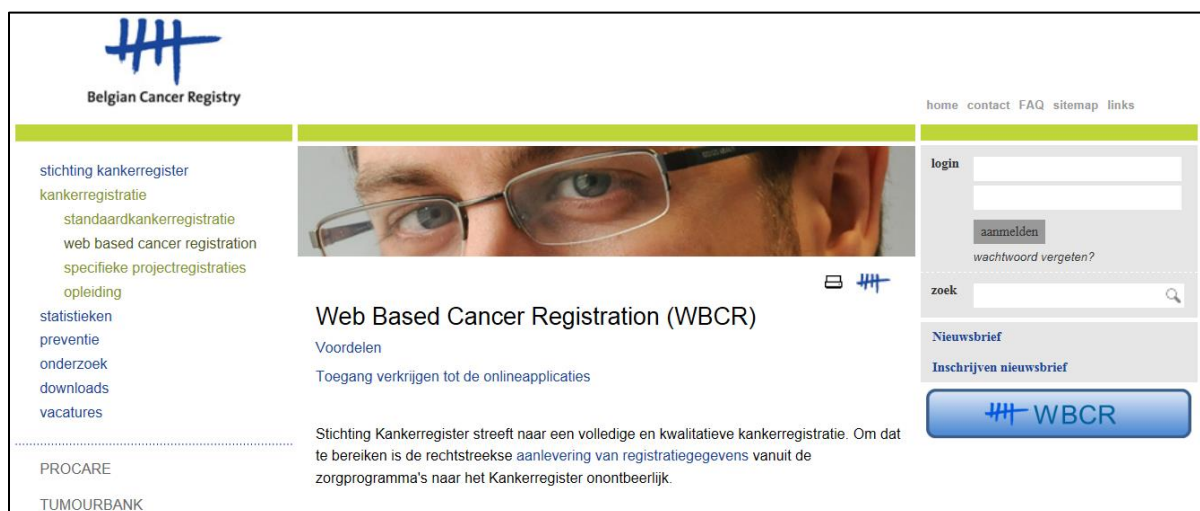 Belgian Cancer Registry
home contact FAQ sitemap links
stichting kankerregister
kankerregistratie
standaardkankerregistratie
web based cancer registration
specifieke projectregistraties
opleiding
statistieken
preventie
onderzoek
downloads
vacatures
PROCARE
TUMOURBANK
Web Based Cancer Registration (WBCR)
Voordelen
Toegang verkrijgen tot de onlineapplicaties
Stichting Kankerregister streeft naar een volledige en kwalitatieve kankerregistratie. Om dat
te bereiken is de rechtstreekse aanlevering van registratiegegevens vanuit de
zorgprogramma's naar het Kankerregister onontbeerlijk.
login
aanmelden
wachtwoord vergeten?
zoek
Nieuwsbrief
Inschrijven nieuwsbrief
WBCR